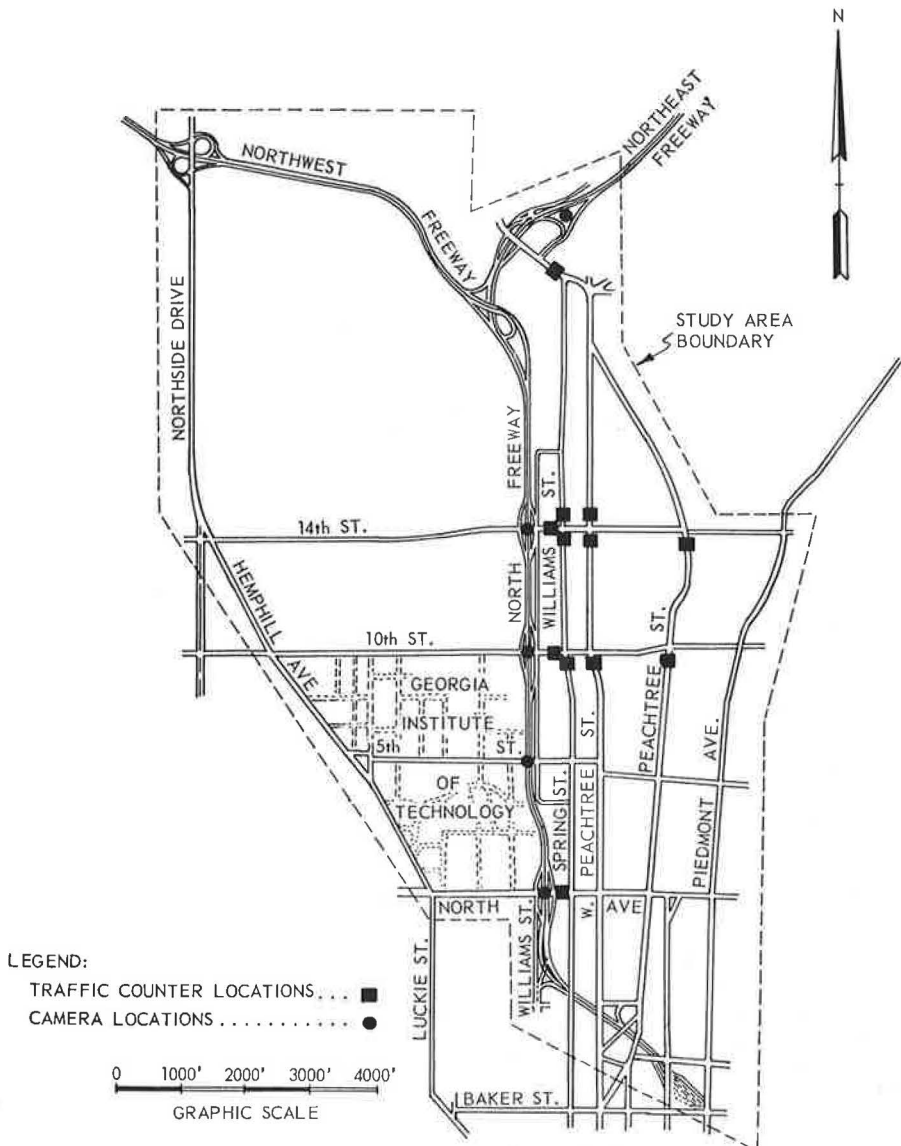 N
NORTHEAST
FREEWAY
NORTHWEST
FREEWAY
STUDY AREA
BOUNDARY
NORTHSIDE DRIVE
FREEWAY
NORTH
WILLIAMS ST.
14th ST.
HEMPHILL AVE
10th ST.
PEACHTREE ST.
GEORGIA
INSTITUTE
OF
TECHNOLOGY
5th ST.
SPRING ST.
W. PEACHTREE ST.
PIEDMONT AVE.
NORTH AVE
WILLIAMS ST.
LUCKIE ST.
BAKER ST.
LEGEND:
TRAFFIC COUNTER LOCATIONS ... ■
CAMERA LOCATIONS .......... ●
0 1000' 2000' 3000' 4000'
GRAPHIC SCALE